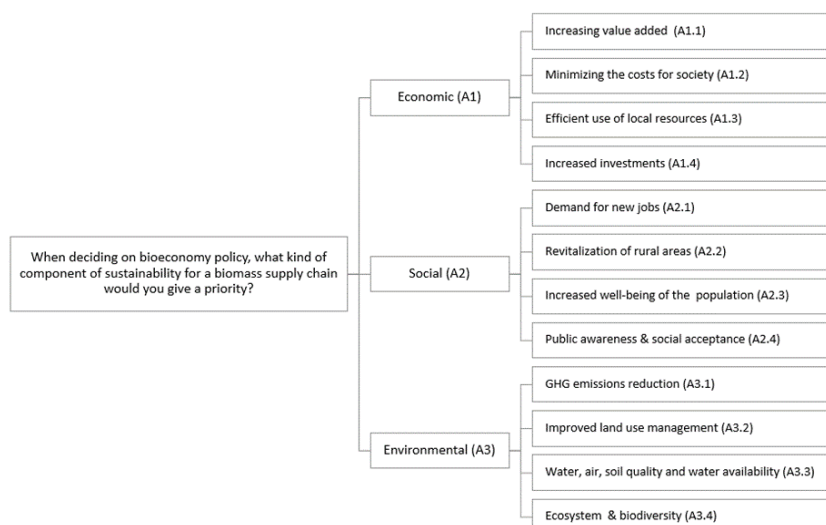 Increasing value added (A1.1)
Minimizing the costs for society (A1.2)
Economic (A1)
Efficient use of local resources (A1.3)
Increased investments (A1.4)
Demand for new jobs (A2.1)
Revitalization of rural areas (A2.2)
When deciding on bioeconomy policy, what kind of
component of sustainability for a biomass supply chain
would you give a priority?
Social (A2)
Increased well-being of the population (A2.3)
Public awareness & social acceptance (A2.4)
GHG emissions reduction (A3.1)
Improved land use management (A3.2)
Environmental (A3)
Water, air, soil quality and water availability (A3.3)
Ecosystem & biodiversity (A3.4)